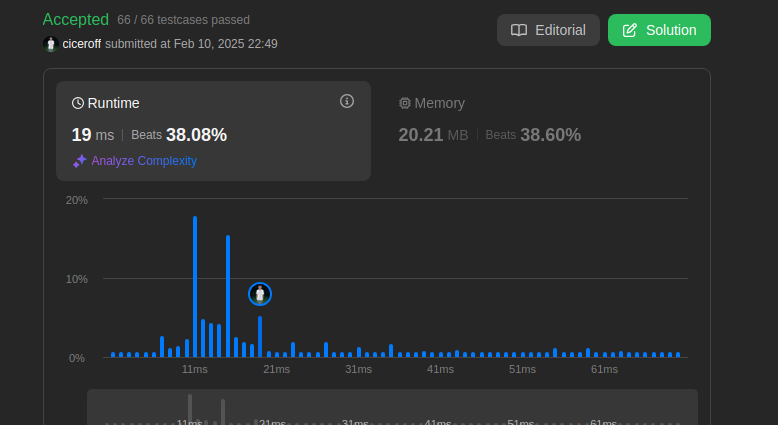 Accepted 66 / 66 testcases passed
ciceroff submitted at Feb 10, 2025 22:49
Editorial
Solution
Runtime
19 ms | Beats 38.08%
Analyze Complexity
Memory
20.21 MB | Beats 38.60%
20%
10%
0%
11ms 21ms 31ms 41ms 51ms 61ms
11ms 21ms 31ms 41ms 51ms 61ms